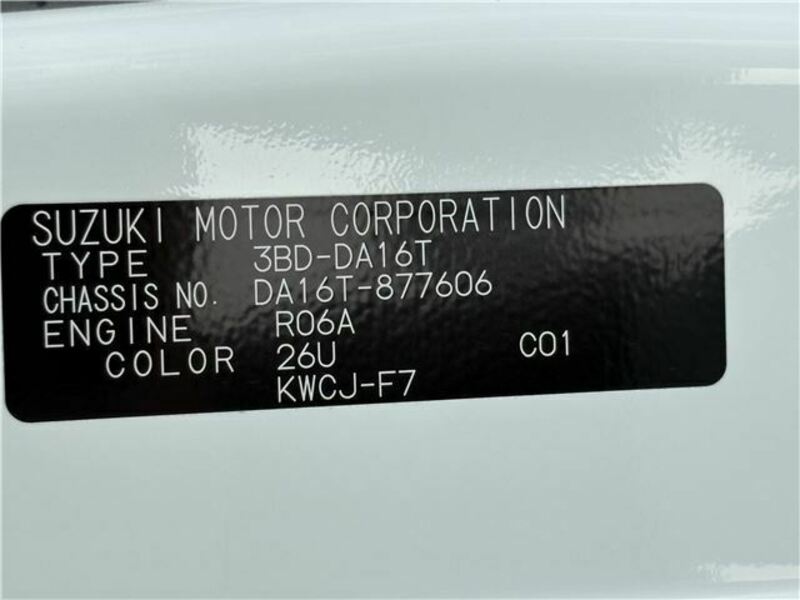 SUZUKI MOTOR CORPORATION
TYPE 3BD-DA16T
CHASSIS NO. DA16T-877606
ENGINE R06A
COLOR 26U C01
KWCJ-F7